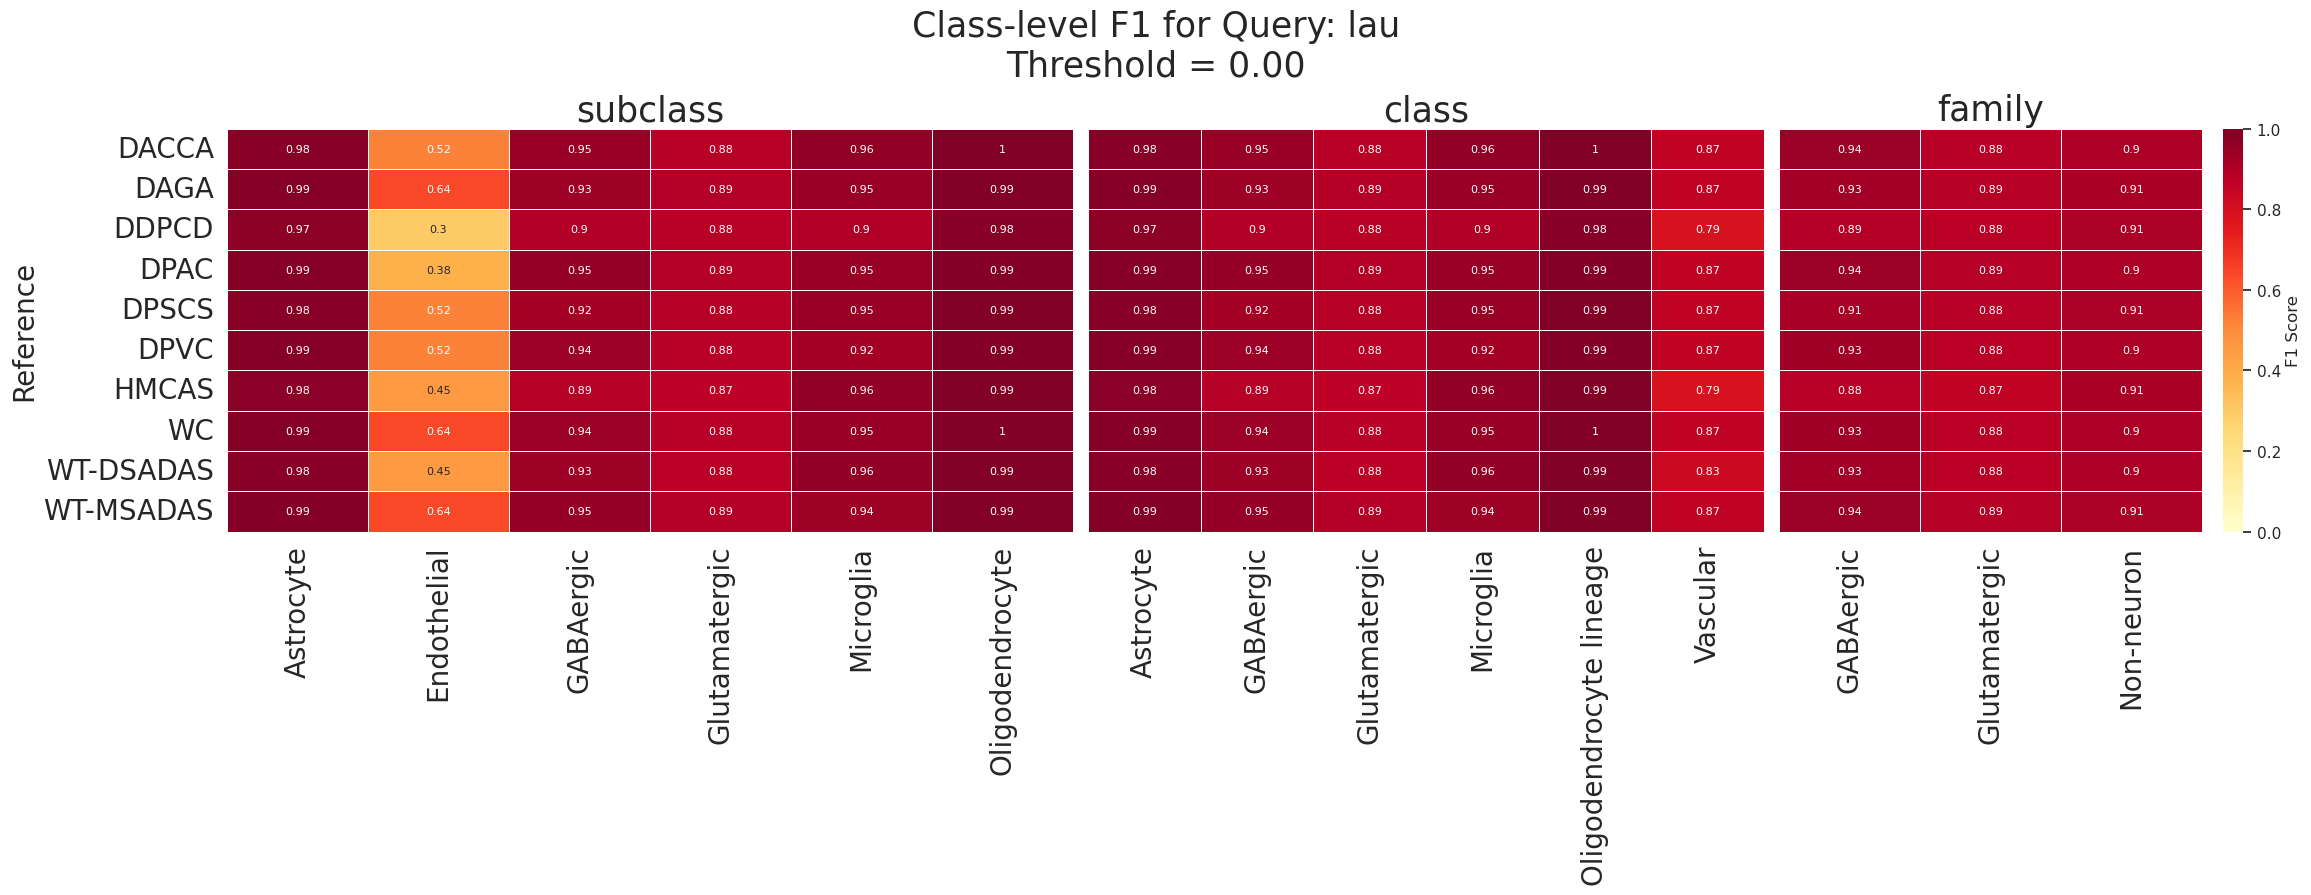 Class-level F1 for Query: lau
Threshold = 0.00
subclass class family
Reference
DACCA 0.98 0.52 0.95 0.88 0.96 1 0.98 0.95 0.88 0.96 1 0.87 0.94 0.88 0.9
DAGA 0.99 0.64 0.93 0.89 0.95 0.99 0.99 0.93 0.89 0.95 0.99 0.87 0.93 0.89 0.91
DDPCD 0.97 0.3 0.9 0.88 0.9 0.98 0.97 0.9 0.88 0.9 0.98 0.79 0.89 0.88 0.91
DPAC 0.99 0.38 0.95 0.89 0.95 0.99 0.99 0.95 0.89 0.95 0.99 0.87 0.94 0.89 0.9
DPSCS 0.98 0.52 0.92 0.88 0.95 0.99 0.98 0.92 0.88 0.95 0.99 0.87 0.91 0.88 0.91
DPVC 0.99 0.52 0.94 0.88 0.92 0.99 0.99 0.94 0.88 0.92 0.99 0.87 0.93 0.88 0.9
HMCAS 0.98 0.45 0.89 0.87 0.96 0.99 0.98 0.89 0.87 0.96 0.99 0.79 0.88 0.87 0.91
WC 0.99 0.64 0.94 0.88 0.95 1 0.99 0.94 0.88 0.95 1 0.87 0.93 0.88 0.9
WT-DSADAS 0.98 0.45 0.93 0.88 0.96 0.99 0.98 0.93 0.88 0.96 0.99 0.83 0.93 0.88 0.9
WT-MSADAS 0.99 0.64 0.95 0.89 0.94 0.99 0.99 0.95 0.89 0.94 0.99 0.87 0.94 0.89 0.91
Astrocyte
Endothelial
GABAergic
Glutamatergic
Microglia
Oligodendrocyte
Astrocyte
GABAergic
Glutamatergic
Microglia
Oligodendrocyte lineage
Vascular
GABAergic
Glutamatergic
Non-neuron
1.0
0.8
0.6
0.4
0.2
0.0
F1 Score